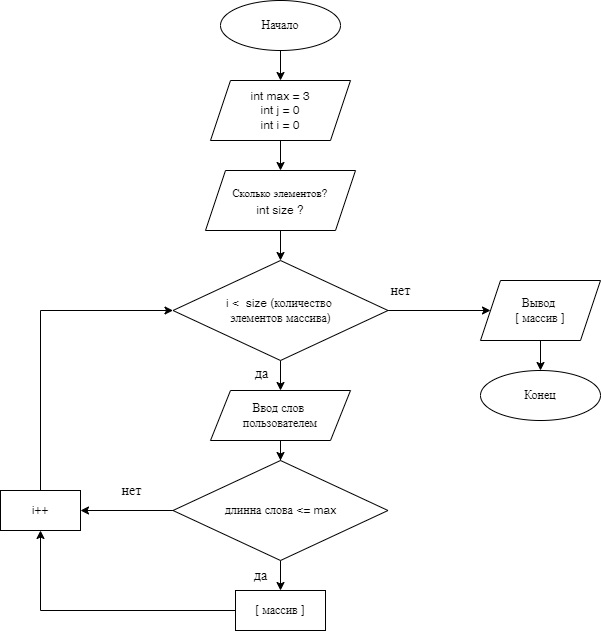 Начало
int max = 3
int j = 0
int i = 0
Сколько элементов?
int size ?
i < size (количество
элементов массива)
нет
Вывод
[ массив ]
да
Конец
Ввод слов
пользователем
нет
длинна слова <= max
i++
да
[ массив ]